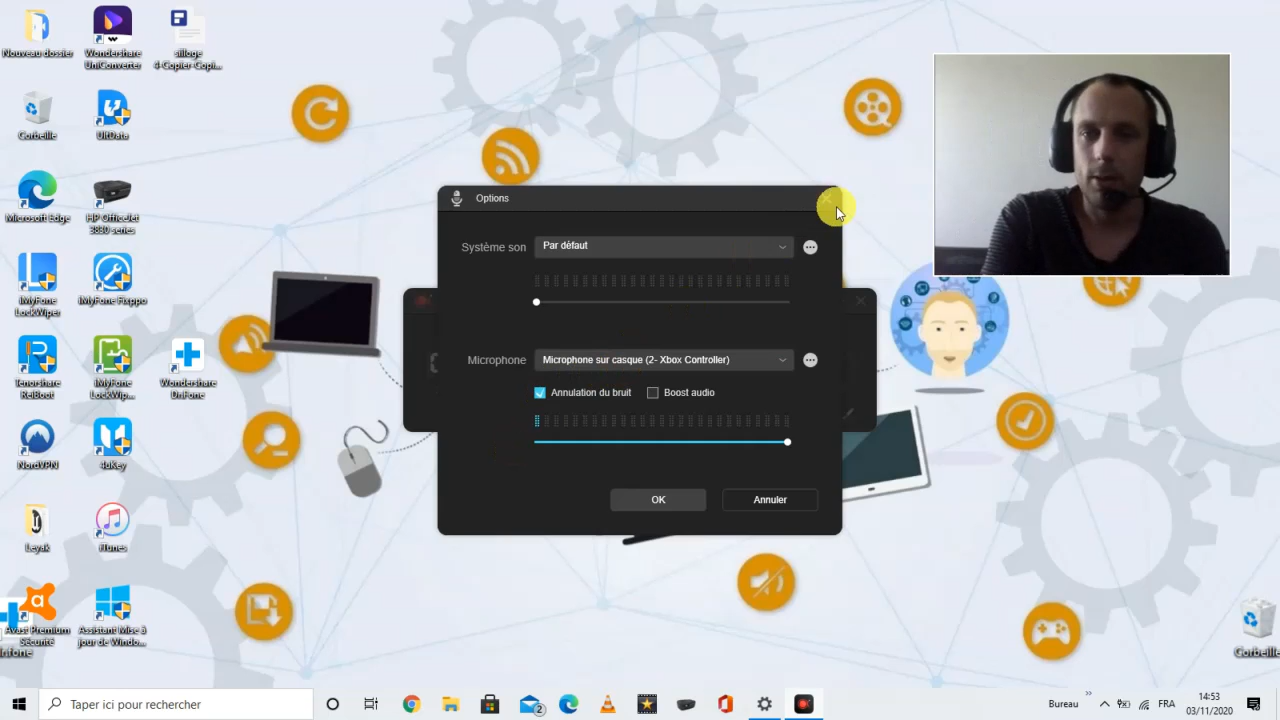 Nouveau dossier
Wondershare
UniConverter
silloge
4-Copier-Copi...
Corbeille
UltData
Microsoft Edge
HP OfficeJet
3830 series
iMyFone
LockWiper
iMyFone Fixppo
Tenorshare
ReiBoot
iMyFone
LockWip...
Wondershare
DrFone
NordVPN
4uKey
Leyak
iTunes
Avast Premium
Sécurité
Assistant Mise à
jour de Windo...
Options
Système son
Par défaut
Microphone
Microphone sur casque (2- Xbox Controller)
Annulation du bruit
Boost audio
OK
Annuler
Corbeille
Taper ici pour rechercher
2
Bureau
FRA
14:53
03/11/2020